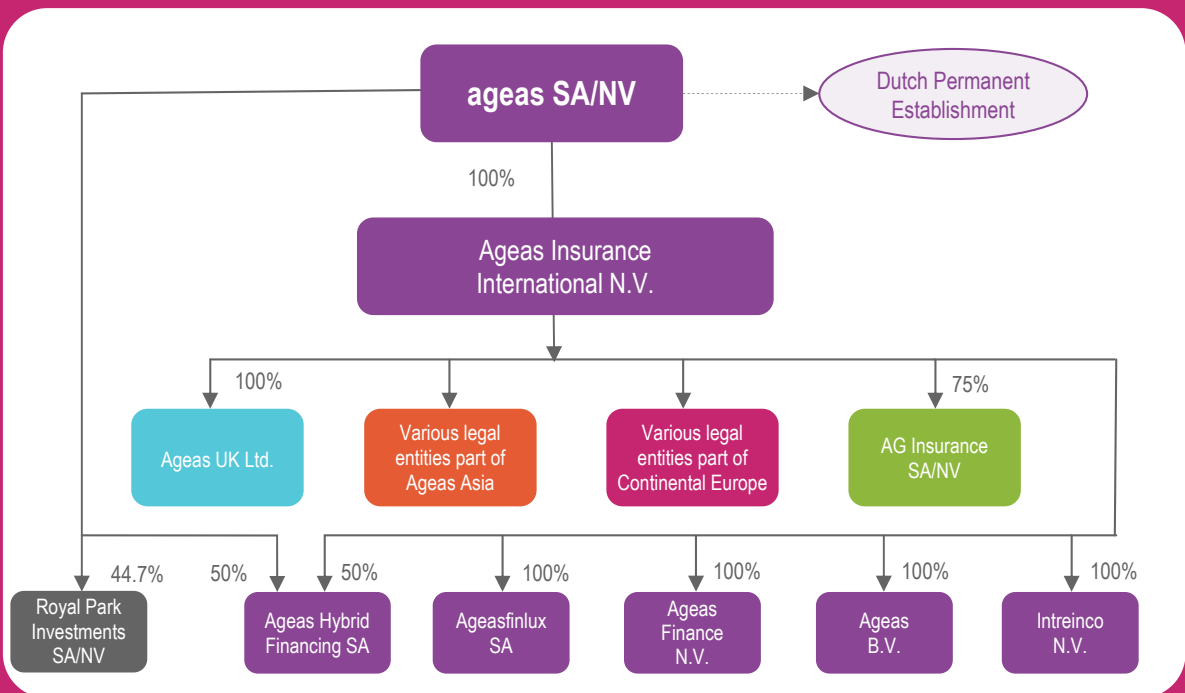 ageas SA/NV
Dutch Permanent
Establishment
100%
Ageas Insurance
International N.V.
100%
75%
Ageas UK Ltd.
Various legal
entities part of
Ageas Asia
Various legal
entities part of
Continental Europe
AG Insurance
SA/NV
44.7%
50%
50%
100%
100%
100%
100%
Royal Park
Investments
SA/NV
Ageas Hybrid
Financing SA
Ageasfinlux
SA
Ageas
Finance
N.V.
Ageas
B.V.
Intreinco
N.V.